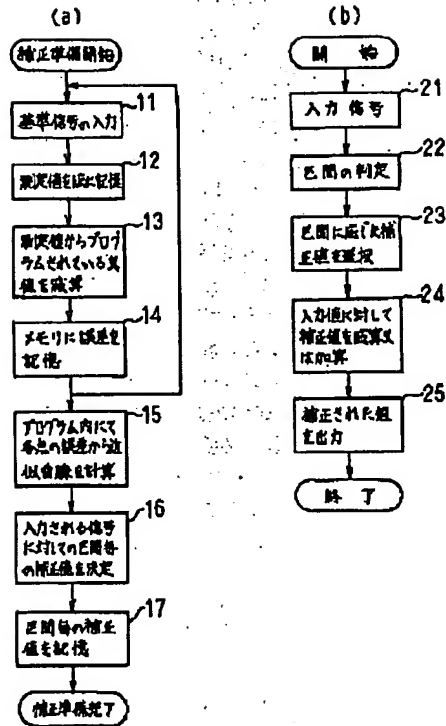 (a)
補正準備開始
11
基準信号の入力
12
測定値を仮に記憶
13
測定値からプログ
ラムされている真
値を減算
14
メモリに誤差を
記憶
15
プログラム内にて
各点の誤差から近
似曲線を計算
16
入力される信号
に対しての区間毎
の補正値を決定
17
区間毎の補正
値を記憶
補正準備完了
(b)
開始
21
入力信号
22
区間の判定
23
区間に応じた補
正値を選択
24
入力値に対して
補正値を減算又
は加算
25
補正された値
を出力
終了